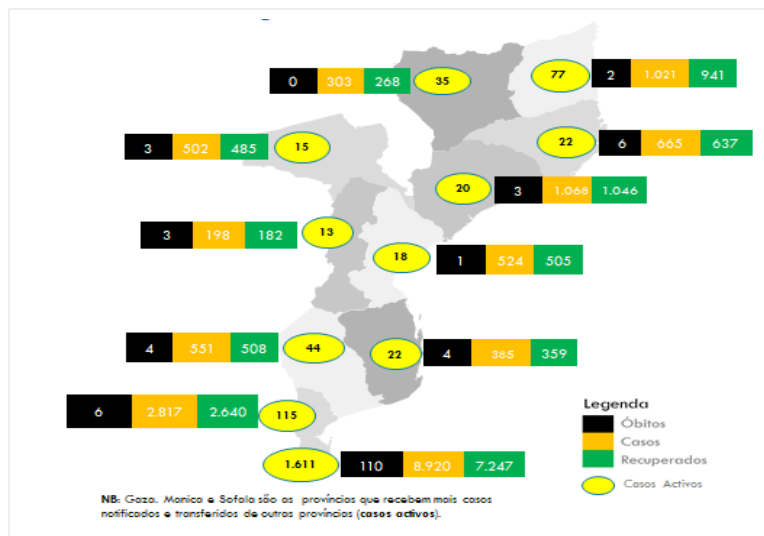 77 2 1.021 941
0 303 268 35
22 6 665 637
3 502 485 15
20 3 1.068 1.046
3 198 182 13
18 1 524 505
4 551 508 44
22 4 385 359
6 2.817 2.640 115
1.611 110 8.920 7.247
Legenda
Óbitos
Casos
Recuperados
Casos Activos
NB: Gaza, Manica e Sofala são as províncias que recebem mais casos
notificados e transferidos de outras províncias (casos activos).